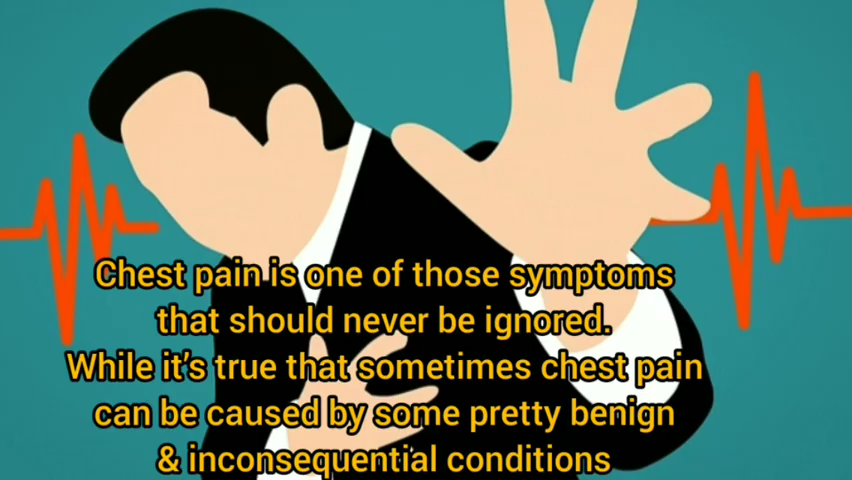 Chest pain is one of those symptoms
that should never be ignored.
While it's true that sometimes chest pain
can be caused by some pretty benign
& inconsequential conditions